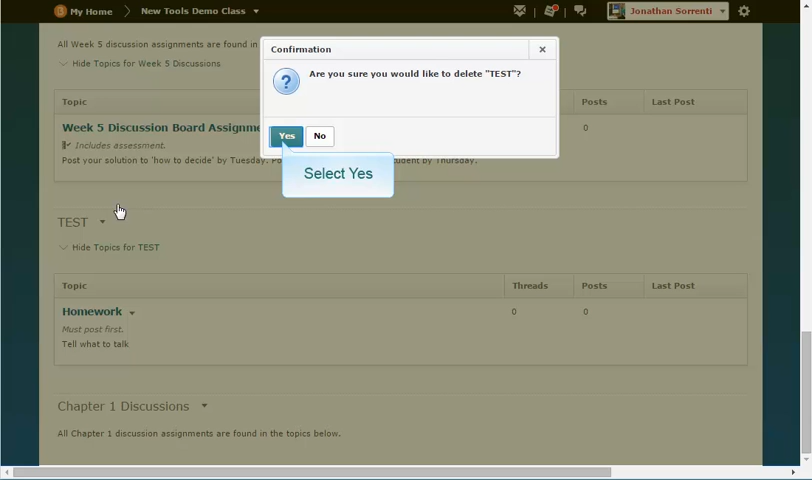 My Home New Tools Demo Class Jonathan Sorrenti
All Week 5 discussion assignments are found in
Hide Topics for Week 5 Discussions
Confirmation
Are you sure you would like to delete "TEST"?
Yes No
Select Yes
Topic Posts Last Post
Week 5 Discussion Board Assignme 0
Includes assessment.
Post your solution to 'how to decide' by Tuesday. student by Thursday.
TEST
Hide Topics for TEST
Topic Threads Posts Last Post
Homework 0 0
Must post first.
Tell what to talk
Chapter 1 Discussions
All Chapter 1 discussion assignments are found in the topics below.